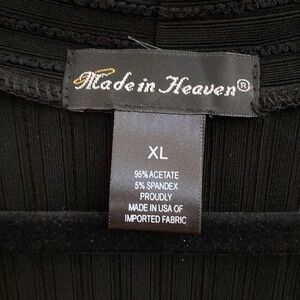 Made in Heaven®
XL
95% ACETATE
5% SPANDEX
PROUDLY
MADE IN USA OF
IMPORTED FABRIC